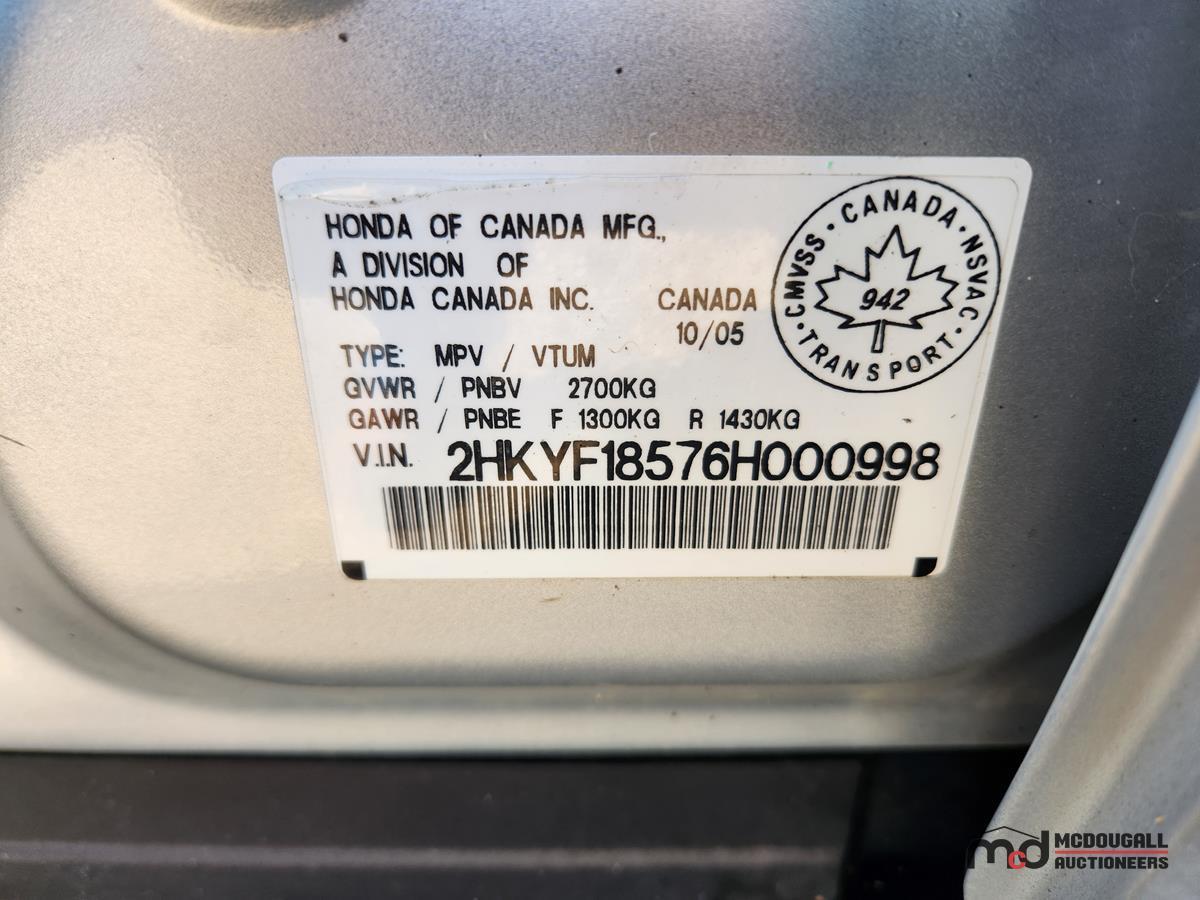 HONDA OF CANADA MFG.,
A DIVISION OF
HONDA CANADA INC. CANADA
10/05
TYPE: MPV / VTUM
GVWR / PNBV 2700KG
GAWR / PNBE F 1300KG R 1430KG
V.I.N. 2HKYF18576H000998
CMVSS · CANADA · NSVAC · TRANSPORT ·
942
mcd MCDOUGALL
AUCTIONEERS